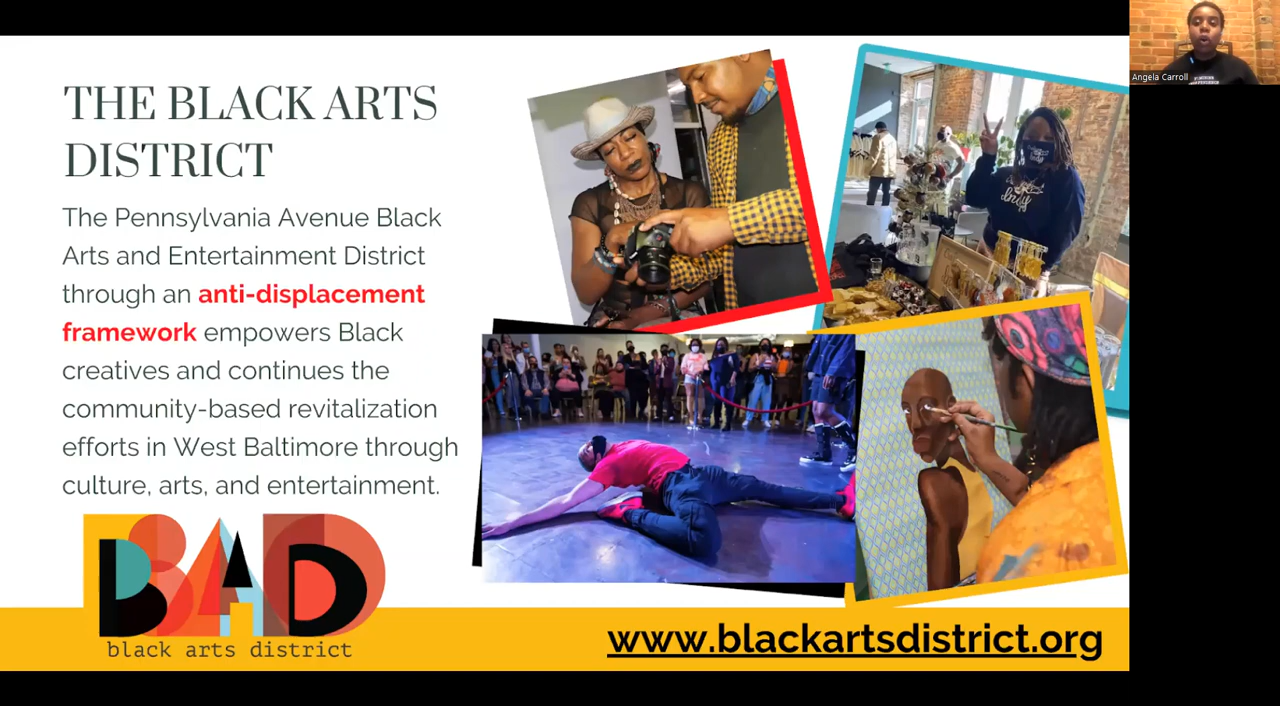 THE BLACK ARTS
DISTRICT
The Pennsylvania Avenue Black
Arts and Entertainment District
through an anti-displacement
framework empowers Black
creatives and continues the
community-based revitalization
efforts in West Baltimore through
culture, arts, and entertainment.
BAD
black arts district
www.blackartsdistrict.org
Angela Carroll